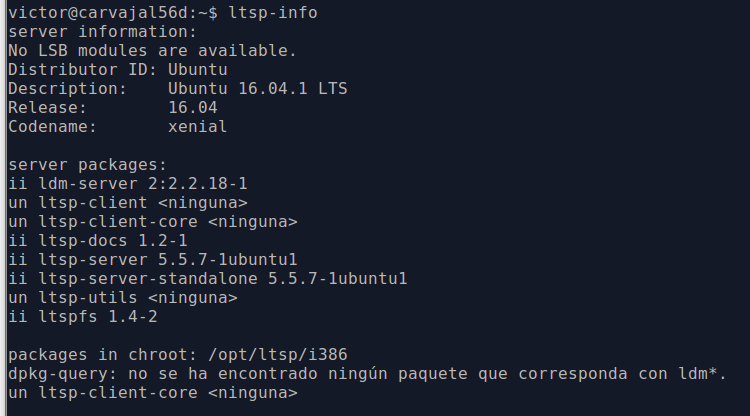 victor@carvajal56d:~$ ltsp-info
server information:
No LSB modules are available.
Distributor ID: Ubuntu
Description:    Ubuntu 16.04.1 LTS
Release:        16.04
Codename:       xenial

server packages:
ii ldm-server 2:2.2.18-1
un ltsp-client <ninguna>
un ltsp-client-core <ninguna>
ii ltsp-docs 1.2-1
ii ltsp-server 5.5.7-1ubuntu1
ii ltsp-server-standalone 5.5.7-1ubuntu1
un ltsp-utils <ninguna>
ii ltspfs 1.4-2

packages in chroot: /opt/ltsp/i386
dpkg-query: no se ha encontrado ningún paquete que corresponda con ldm*.
un ltsp-client-core <ninguna>